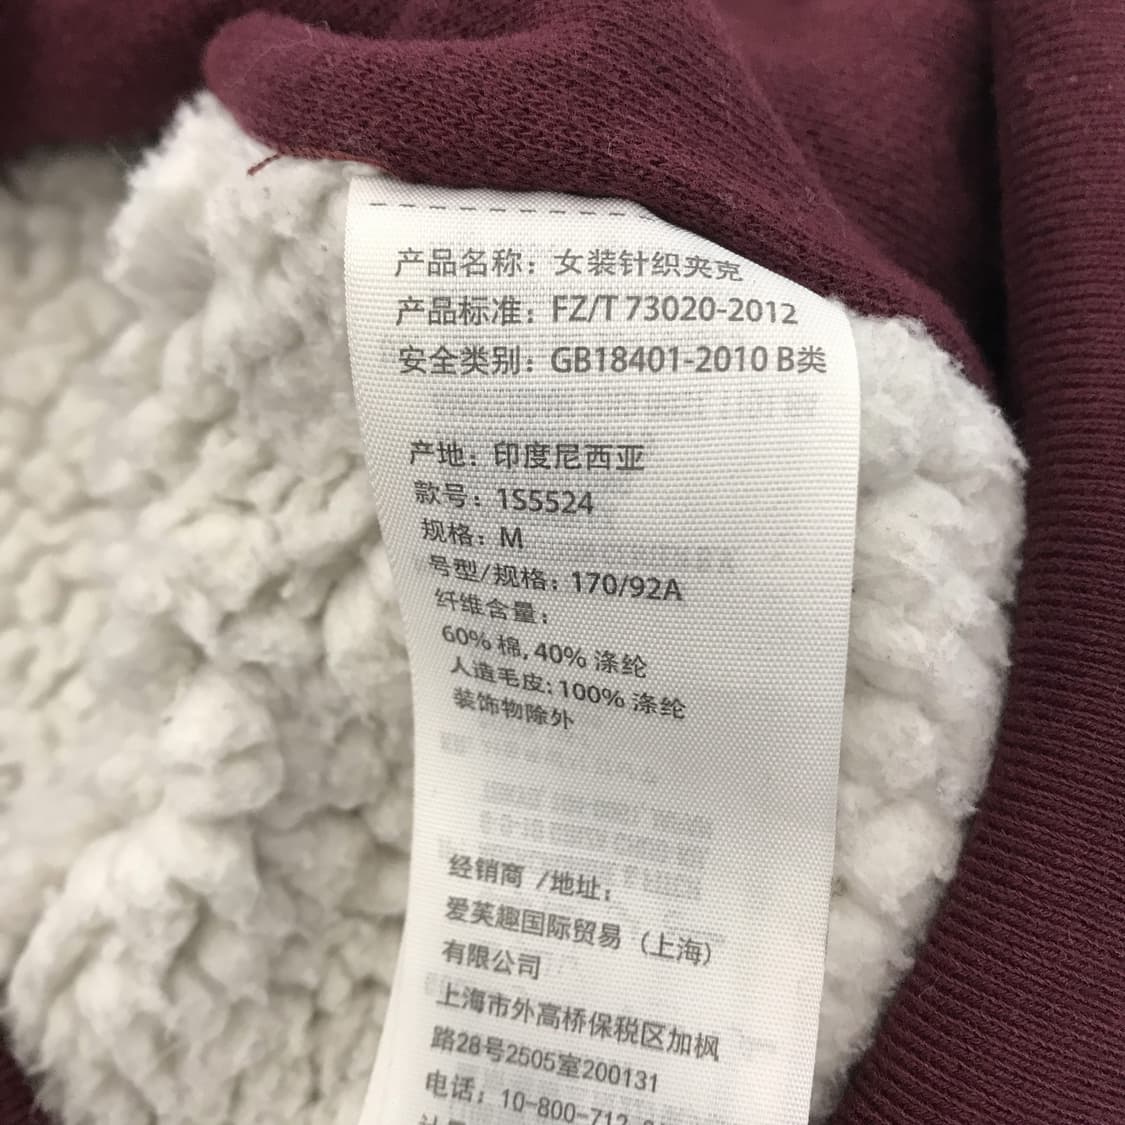 产品名称：女装针织夹克
产品标准：FZ/T 73020-2012
安全类别：GB18401-2010 B类
产地：印度尼西亚
款号：1S5524
规格：M
号型/规格：170/92A
纤维含量：
60% 棉,40% 涤纶
人造毛皮:100% 涤纶
装饰物除外
经销商 /地址：
爱芙趣国际贸易（上海）
有限公司
上海市外高桥保税区加枫
路28号2505室200131
电话：10-800-712